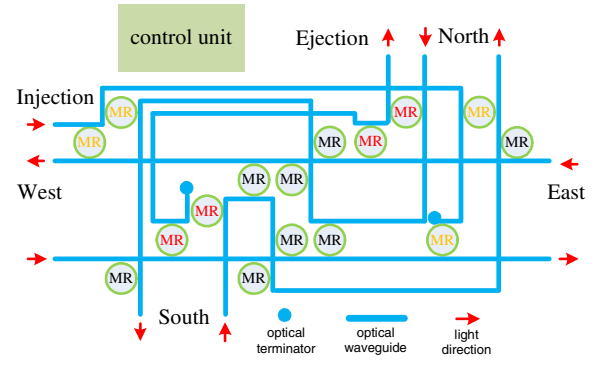 control unit
Ejection
North
Injection
MR
MR
MR
MR
MR
MR
MR
MR
West
MR
MR
East
MR
MR
MR
MR
MR
MR
MR
South
optical
terminator
optical
waveguide
light
direction